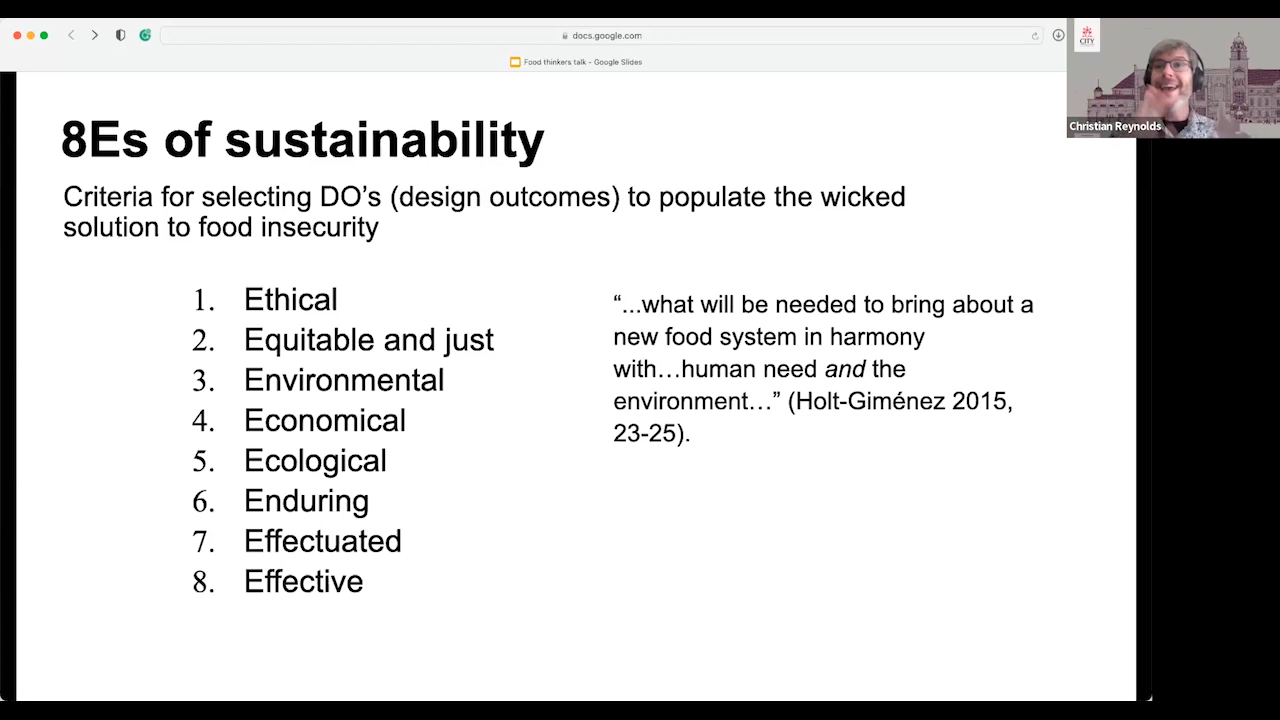 docs.google.com
Food thinkers talk - Google Slides
CITY
Christian Reynolds
8Es of sustainability
Criteria for selecting DO's (design outcomes) to populate the wicked
solution to food insecurity
1. Ethical
2. Equitable and just
3. Environmental
4. Economical
5. Ecological
6. Enduring
7. Effectuated
8. Effective
“...what will be needed to bring about a
new food system in harmony
with…human need and the
environment…” (Holt-Giménez 2015,
23-25).